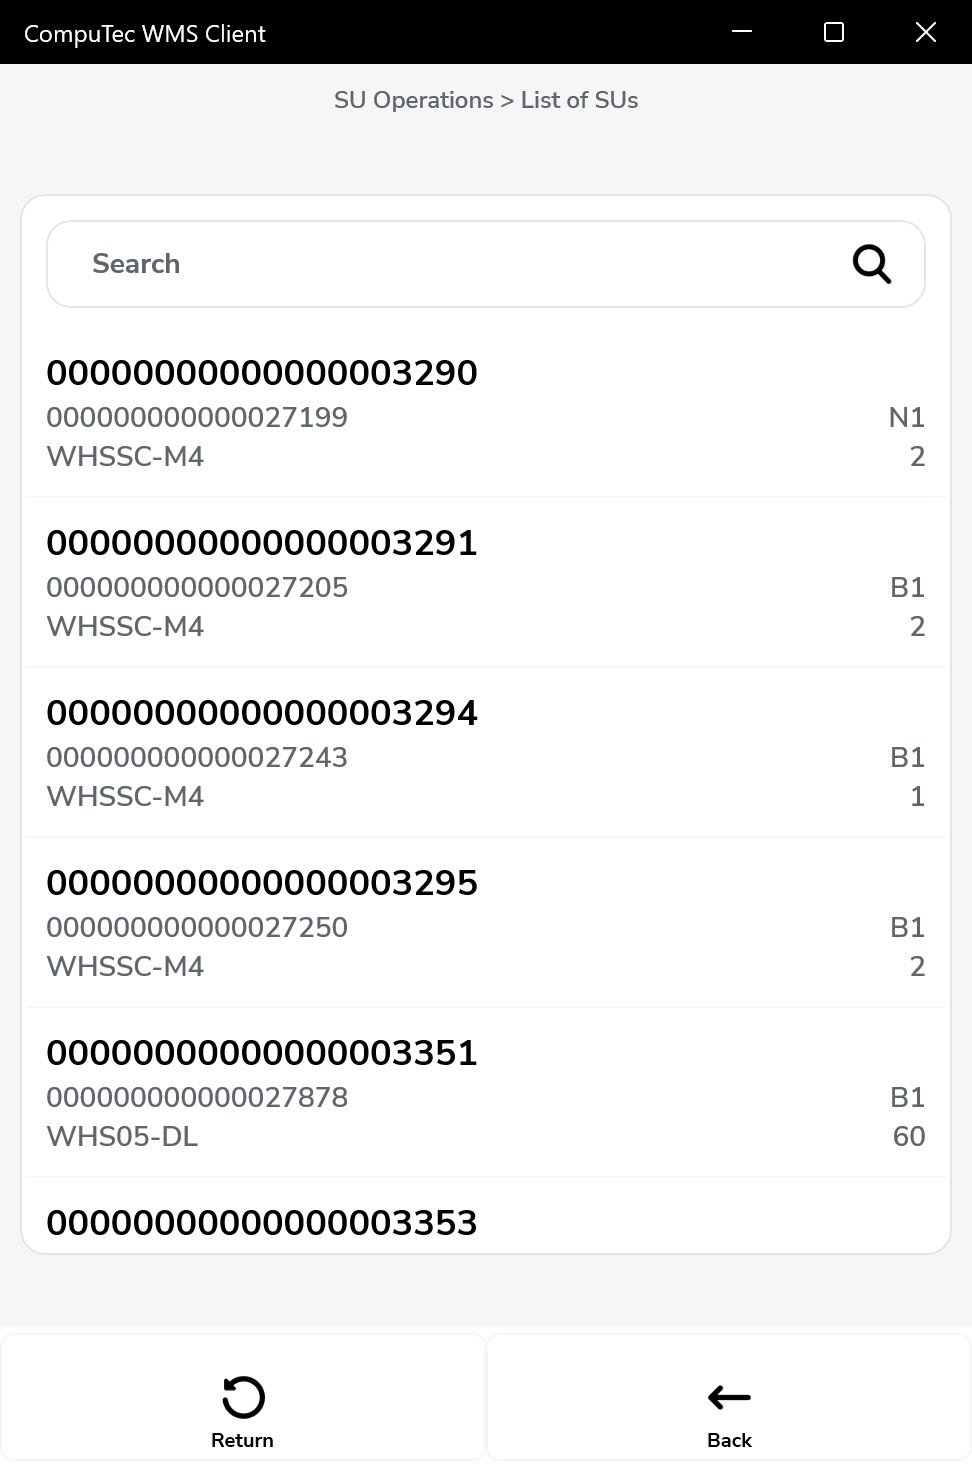 CompuTec WMS Client
SU Operations > List of SUs
Search
00000000000000003290
000000000000027199 N1
WHSSC-M4 2
00000000000000003291
000000000000027205 B1
WHSSC-M4 2
00000000000000003294
000000000000027243 B1
WHSSC-M4 1
00000000000000003295
000000000000027250 B1
WHSSC-M4 2
00000000000000003351
000000000000027878 B1
WHS05-DL 60
00000000000000003353
Return Back